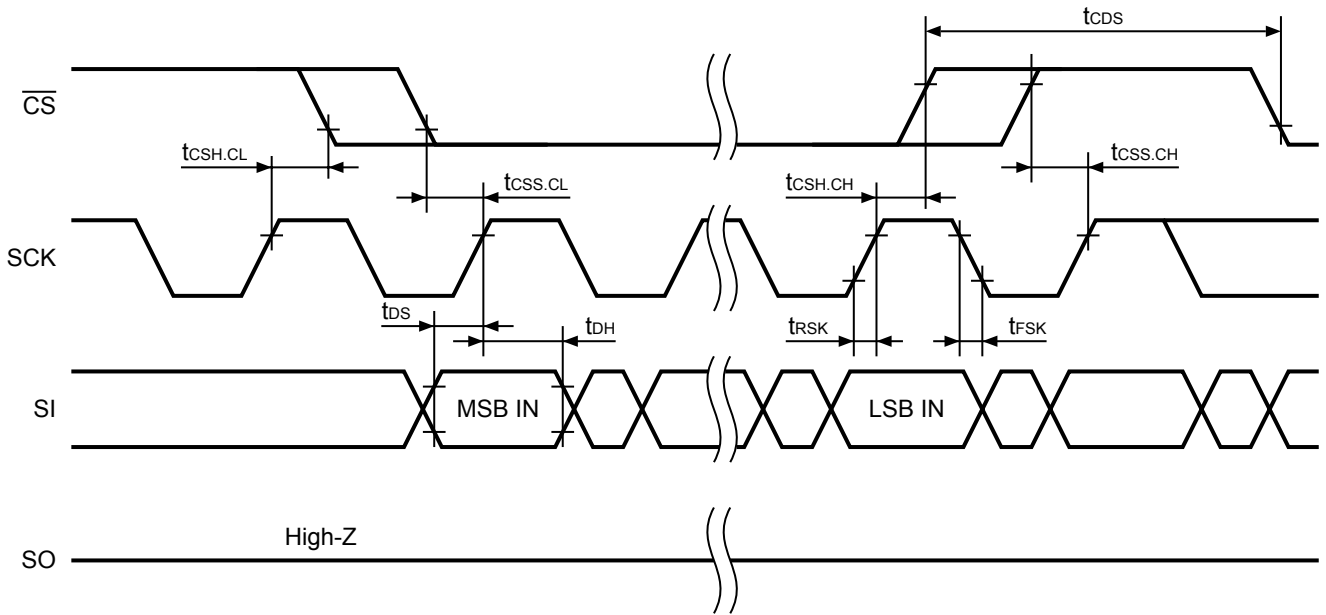 tCDS
CS
tCSH.CL
tCSS.CL
tCSH.CH
tCSS.CH
SCK
tDS
tDH
tRSK
tFSK
SI
MSB IN
LSB IN
High-Z
SO